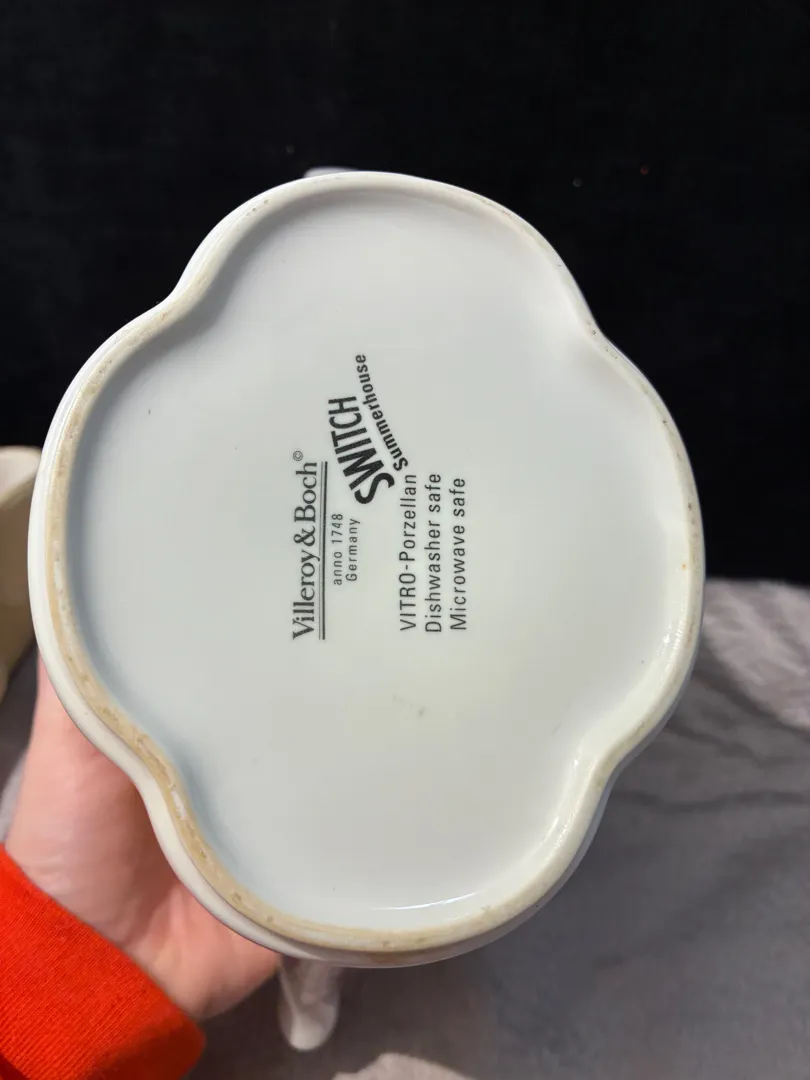 Villeroy & Boch©
anno 1748
Germany
SWITCH
Summerhouse
VITRO-Porzellan
Dishwasher safe
Microwave safe